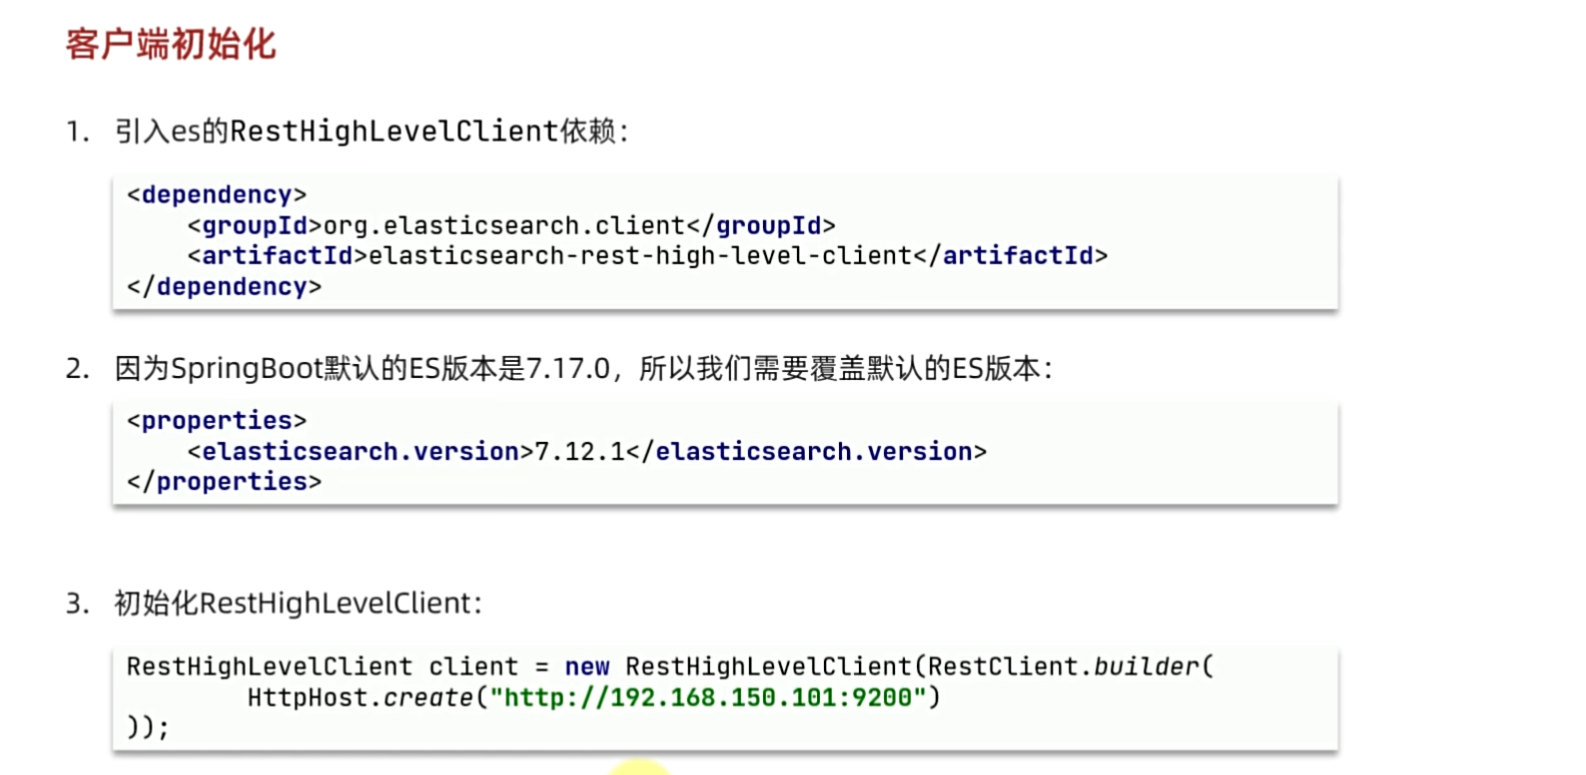 客户端初始化
1. 引入es的RestHighLevelClient依赖：
<dependency>
    <groupId>org.elasticsearch.client</groupId>
    <artifactId>elasticsearch-rest-high-level-client</artifactId>
</dependency>
2. 因为SpringBoot默认的ES版本是7.17.0，所以我们需要覆盖默认的ES版本：
<properties>
    <elasticsearch.version>7.12.1</elasticsearch.version>
</properties>
3. 初始化RestHighLevelClient：
RestHighLevelClient client = new RestHighLevelClient(RestClient.builder(
        HttpHost.create("http://192.168.150.101:9200")
));